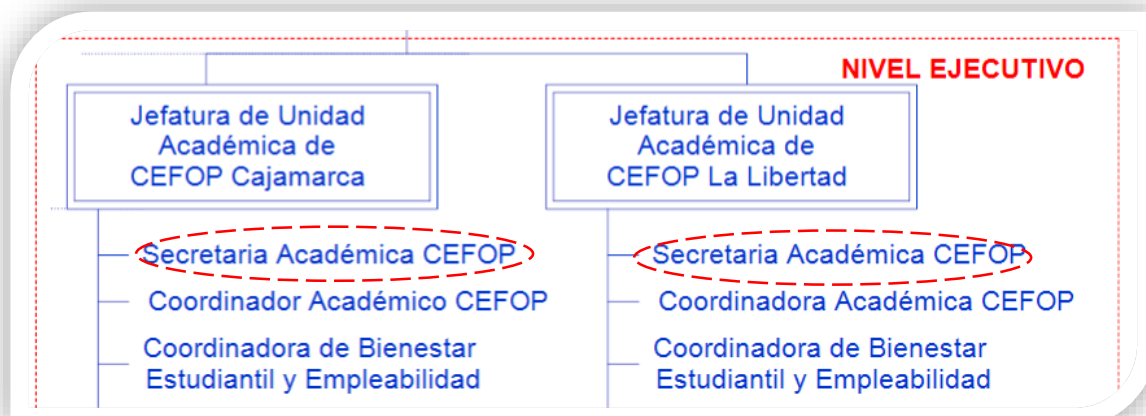 NIVEL EJECUTIVO
Jefatura de Unidad
Académica de
CEFOP Cajamarca
Secretaria Académica CEFOP
Coordinador Académico CEFOP
Coordinadora de Bienestar
Estudiantil y Empleabilidad
Jefatura de Unidad
Académica de
CEFOP La Libertad
Secretaria Académica CEFOP
Coordinadora Académica CEFOP
Coordinadora de Bienestar
Estudiantil y Empleabilidad